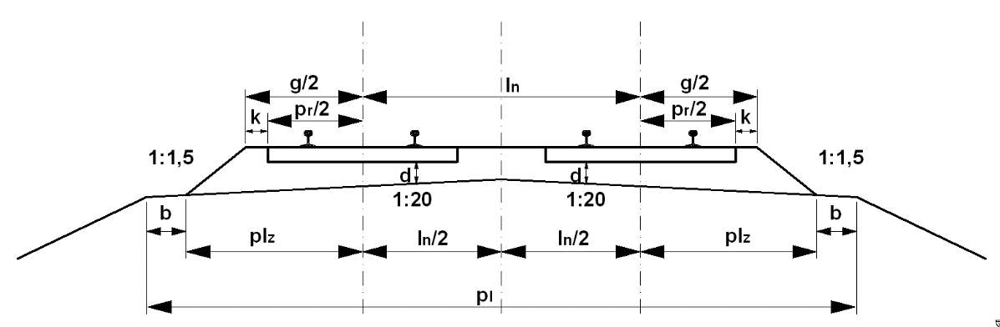 g/2 ln g/2
k pr/2 pr/2 k
1:1,5 1:1,5
d d
1:20 1:20
b b
plz ln/2 ln/2 plz
pl